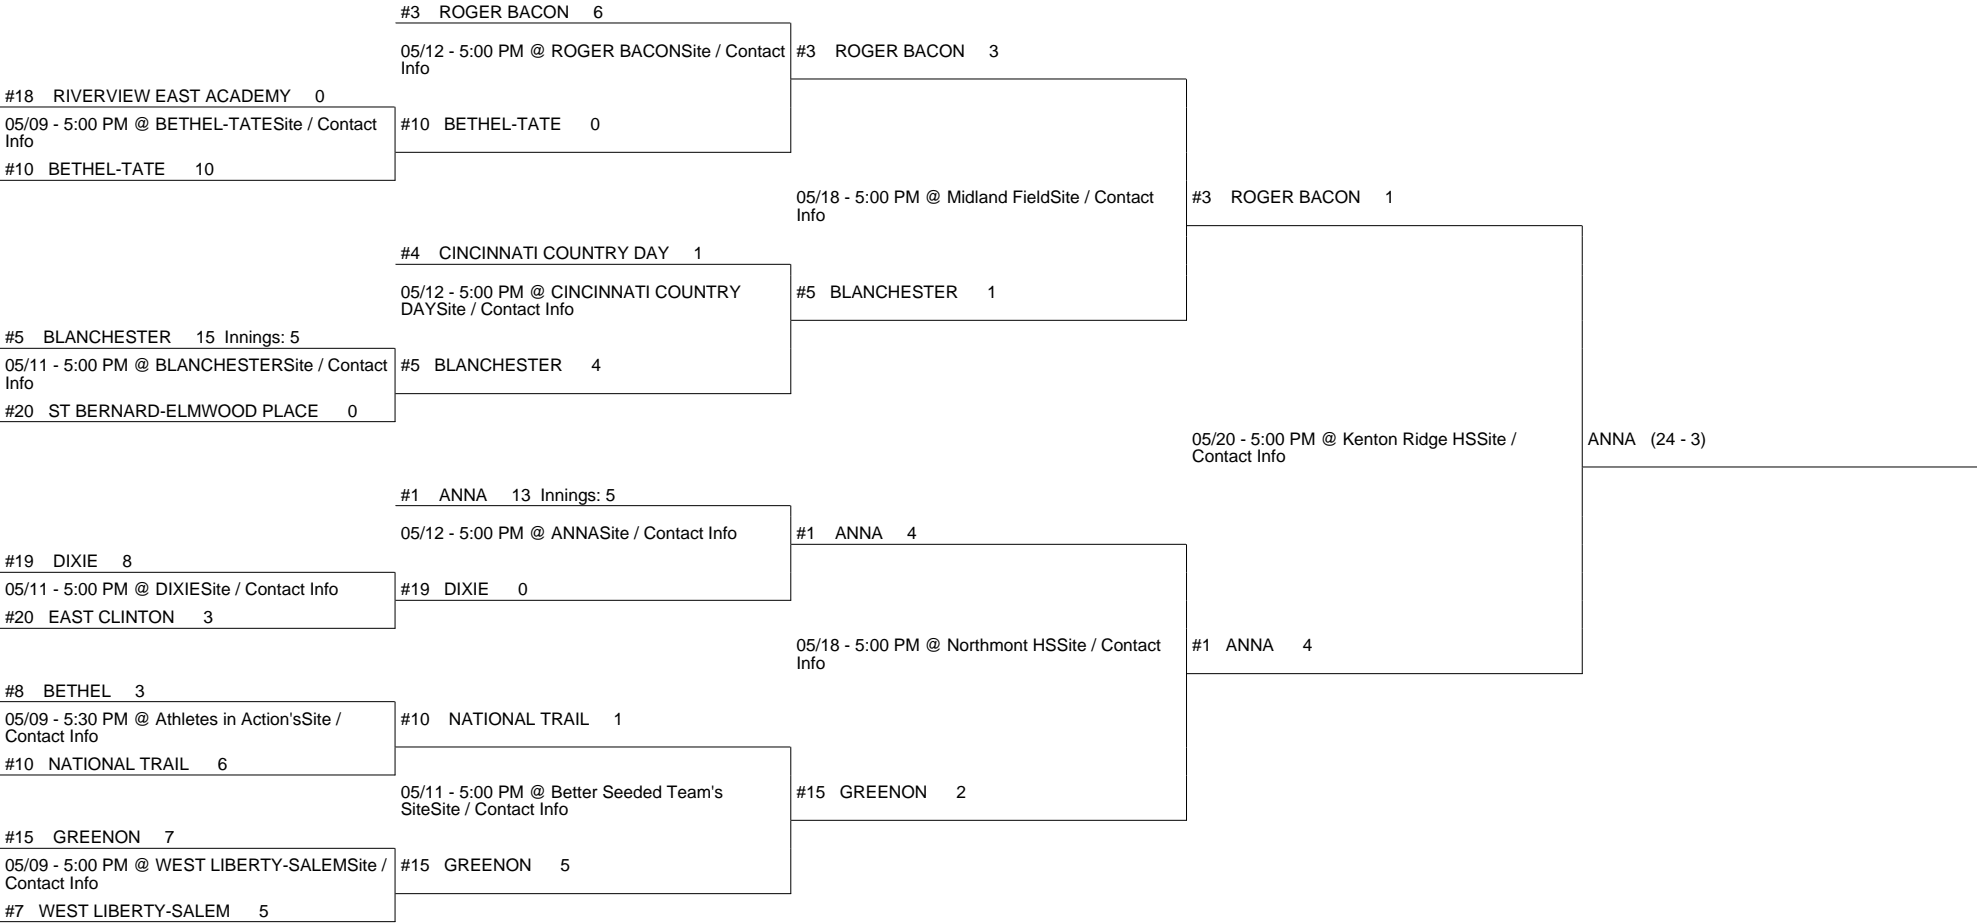 #3 ROGER BACON 6
05/12 - 5:00 PM @ ROGER BACONSite / Contact
Info
#3 ROGER BACON 3
#18 RIVERVIEW EAST ACADEMY 0
05/09 - 5:00 PM @ BETHEL-TATESite / Contact
Info
#10 BETHEL-TATE 0
#10 BETHEL-TATE 10
05/18 - 5:00 PM @ Midland FieldSite / Contact
Info
#3 ROGER BACON 1
#4 CINCINNATI COUNTRY DAY 1
05/12 - 5:00 PM @ CINCINNATI COUNTRY
DAYSite / Contact Info
#5 BLANCHESTER 1
#5 BLANCHESTER 15 Innings: 5
05/11 - 5:00 PM @ BLANCHESTERSite / Contact
Info
#5 BLANCHESTER 4
#20 ST BERNARD-ELMWOOD PLACE 0
05/20 - 5:00 PM @ Kenton Ridge HSSite /
Contact Info
ANNA (24 - 3)
#1 ANNA 13 Innings: 5
05/12 - 5:00 PM @ ANNASite / Contact Info
#1 ANNA 4
#19 DIXIE 8
05/11 - 5:00 PM @ DIXIESite / Contact Info
#19 DIXIE 0
#20 EAST CLINTON 3
05/18 - 5:00 PM @ Northmont HSSite / Contact
Info
#1 ANNA 4
#8 BETHEL 3
05/09 - 5:30 PM @ Athletes in Action'sSite /
Contact Info
#10 NATIONAL TRAIL 1
#10 NATIONAL TRAIL 6
05/11 - 5:00 PM @ Better Seeded Team's
SiteSite / Contact Info
#15 GREENON 2
#15 GREENON 7
05/09 - 5:00 PM @ WEST LIBERTY-SALEMSite /
Contact Info
#15 GREENON 5
#7 WEST LIBERTY-SALEM 5